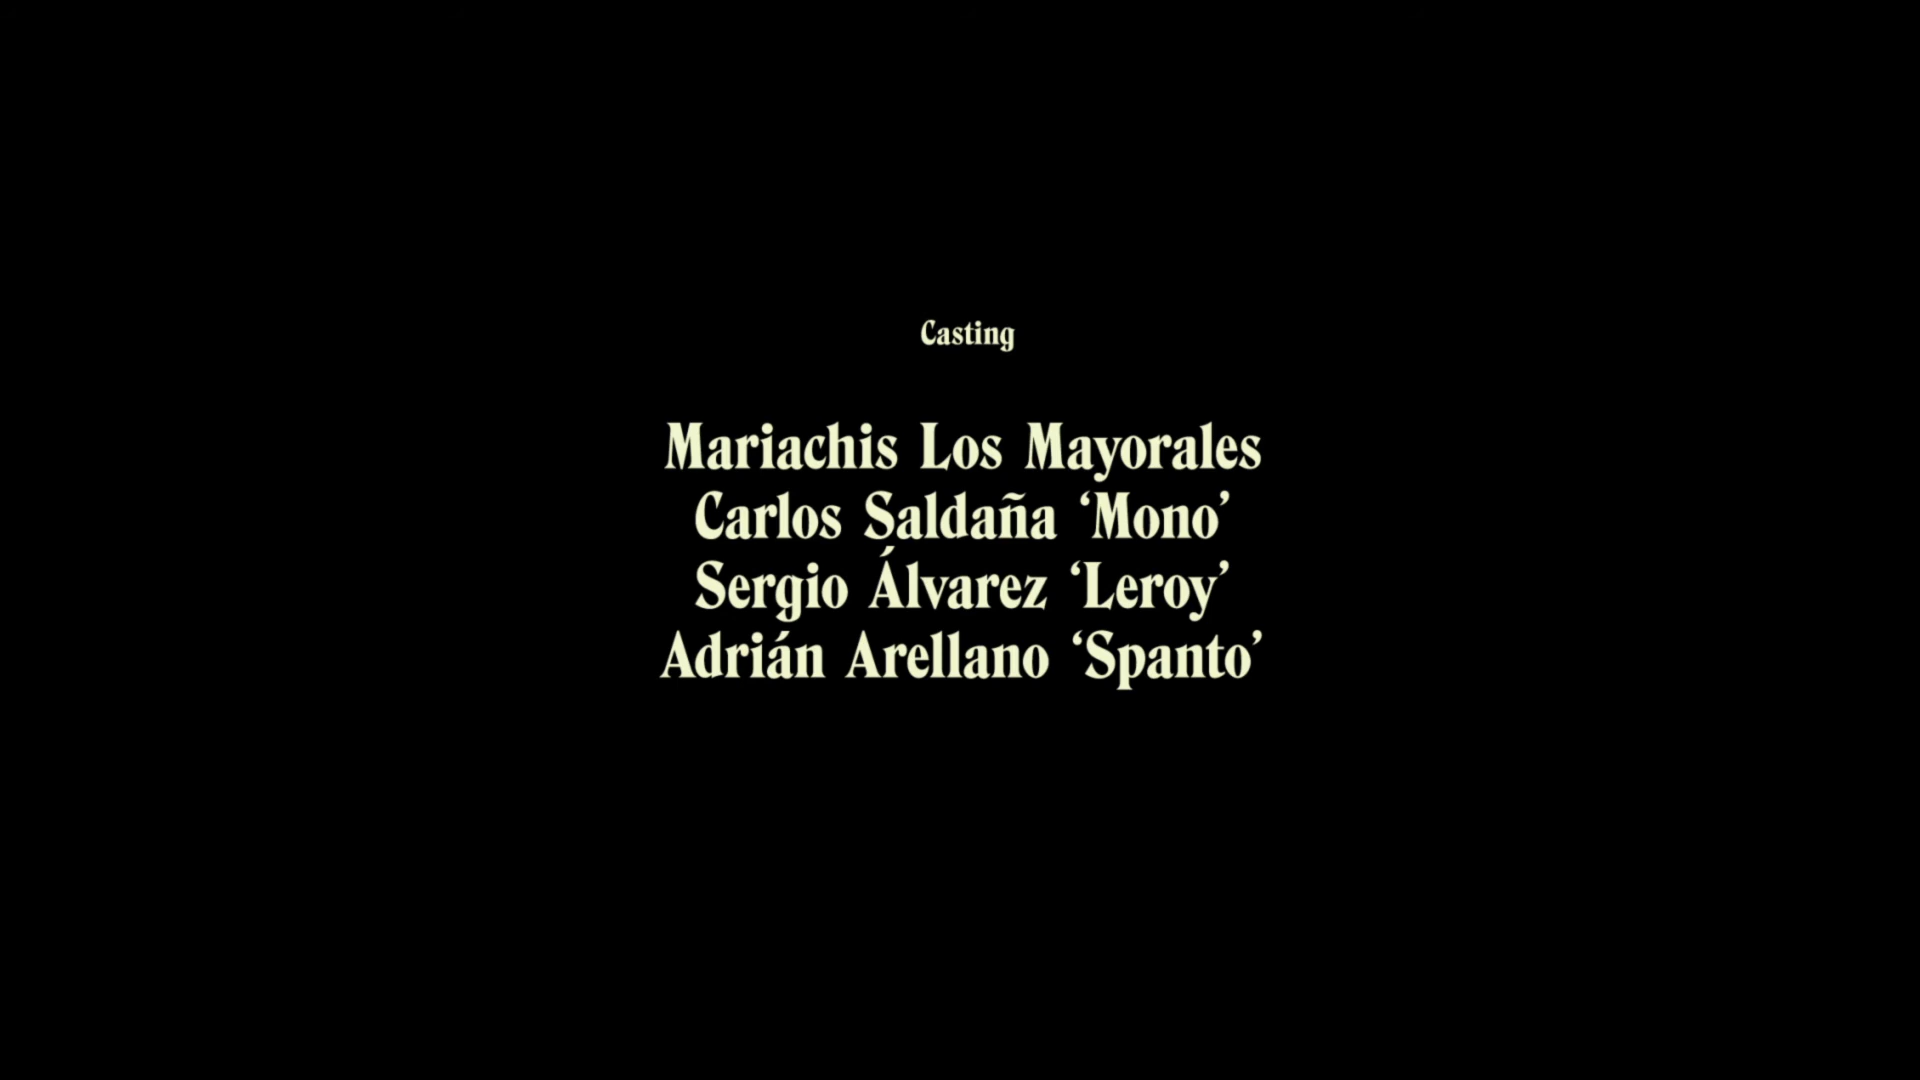 Casting
Mariachis Los Mayorales
Carlos Saldaña ‘Mono’
Sergio Álvarez ‘Leroy’
Adrián Arellano ‘Spanto’